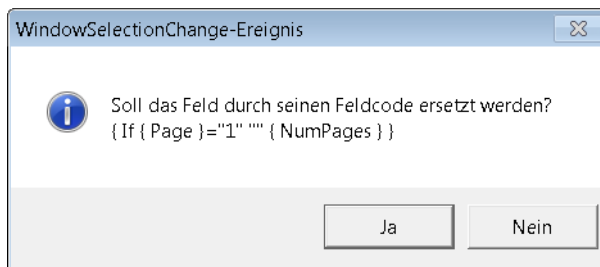 WindowSelectionChange-Ereignis
Soll das Feld durch seinen Feldcode ersetzt werden?
{ If { Page }="1" "" { NumPages } }
Ja
Nein